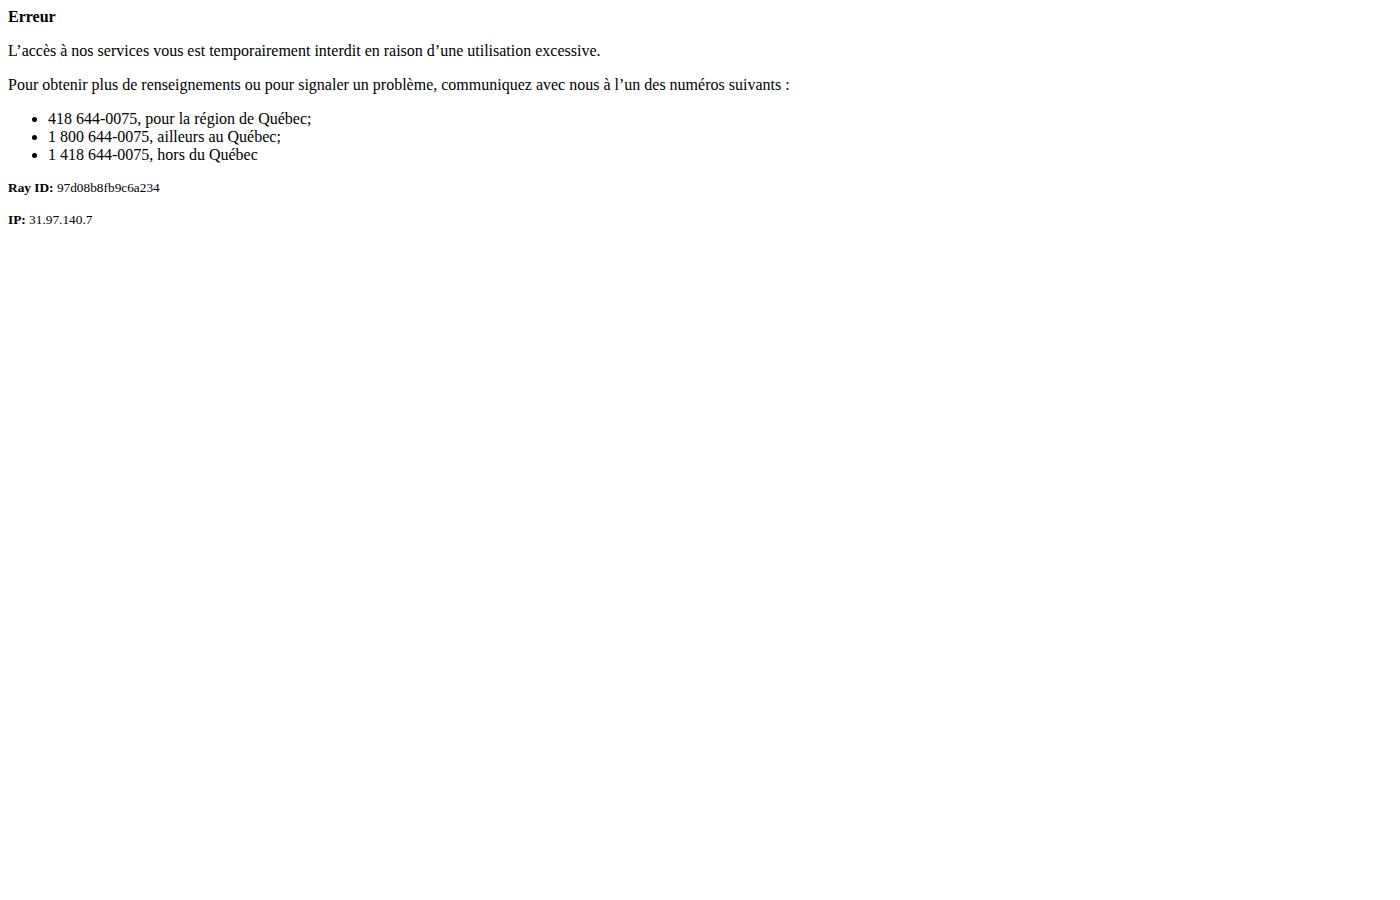 Erreur
L’accès à nos services vous est temporairement interdit en raison d’une utilisation excessive.
Pour obtenir plus de renseignements ou pour signaler un problème, communiquez avec nous à l’un des numéros suivants :
418 644-0075, pour la région de Québec;
1 800 644-0075, ailleurs au Québec;
1 418 644-0075, hors du Québec
Ray ID: 97d08b8fb9c6a234
IP: 31.97.140.7